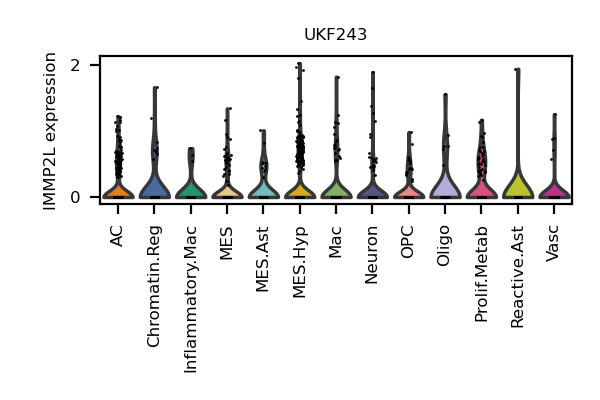 UKF243
IMMP2L expression
2
0
AC
Chromatin.Reg
Inflammatory.Mac
MES
MES.Ast
MES.Hyp
Mac
Neuron
OPC
Oligo
Prolif.Metab
Reactive.Ast
Vasc